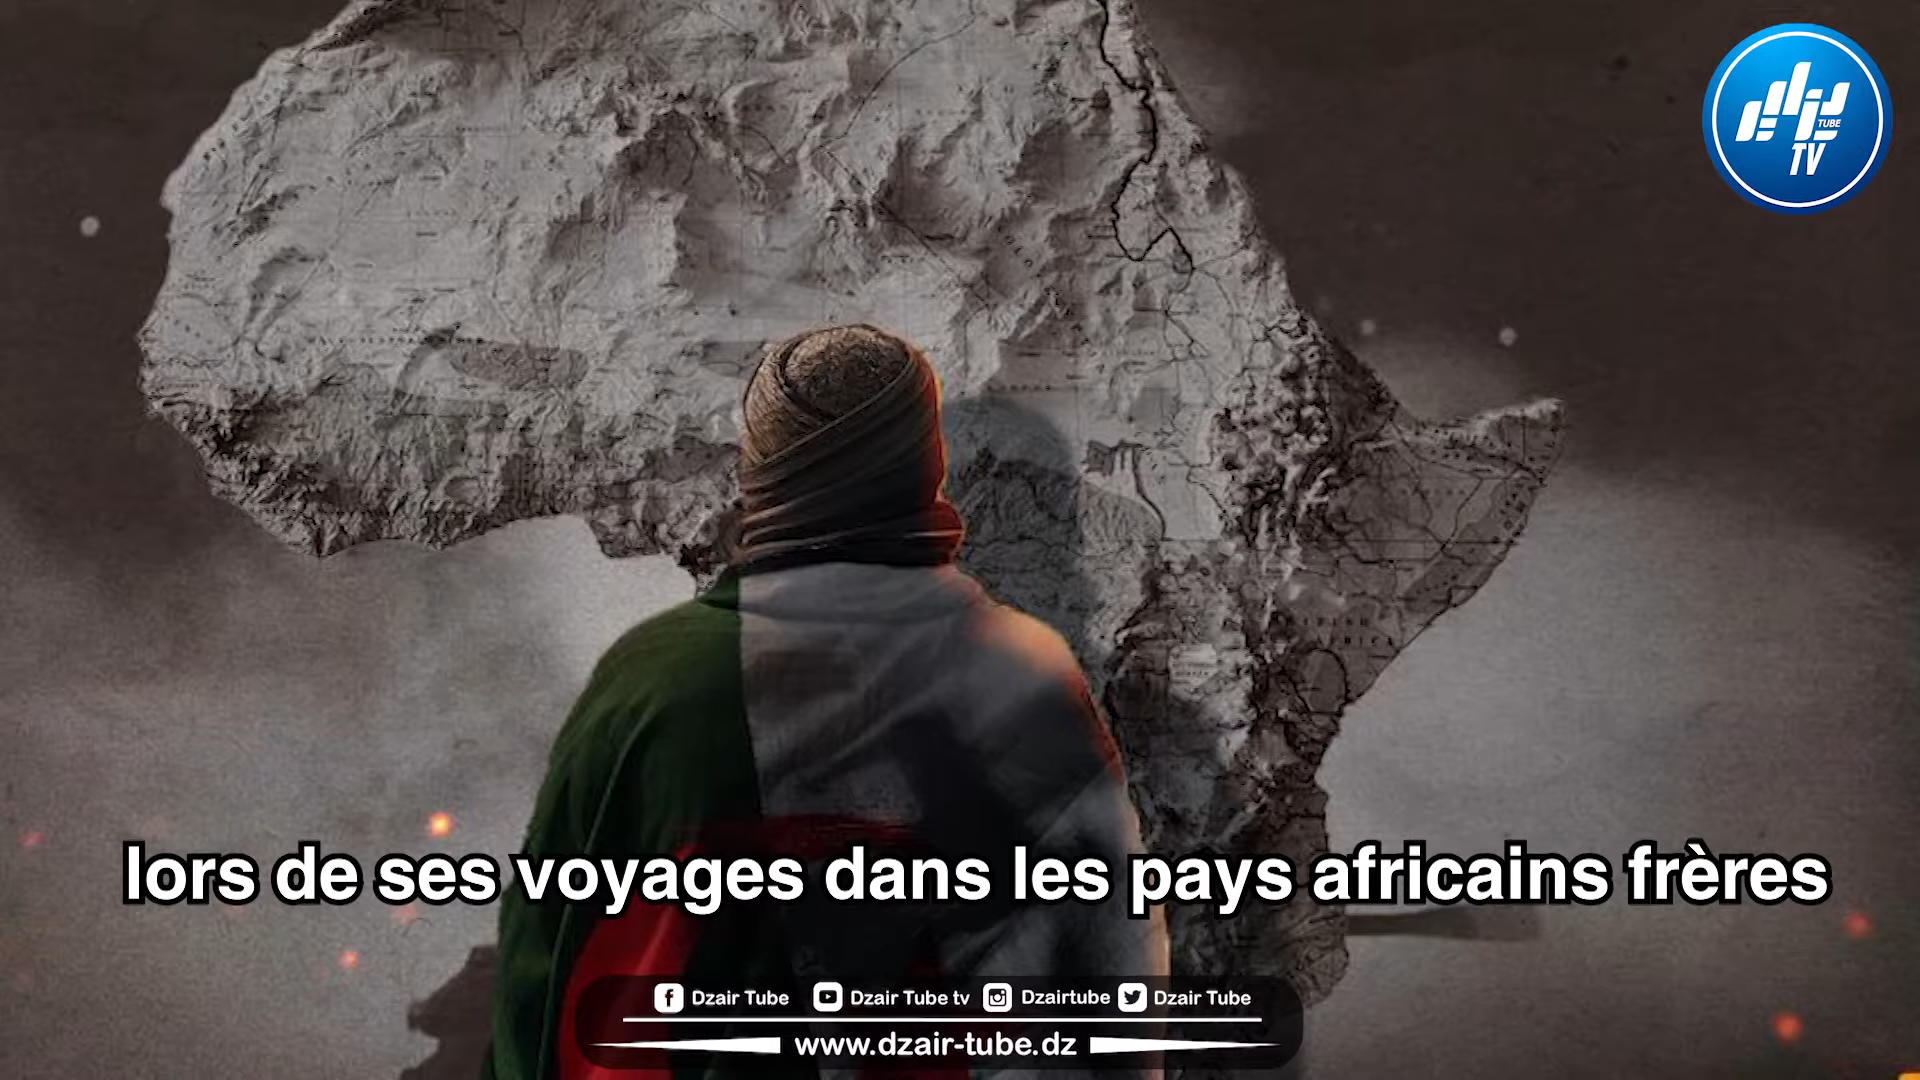 TUBE
TV
lors de ses voyages dans les pays africains frères
Dzair Tube Dzair Tube tv Dzairtube Dzair Tube
www.dzair-tube.dz